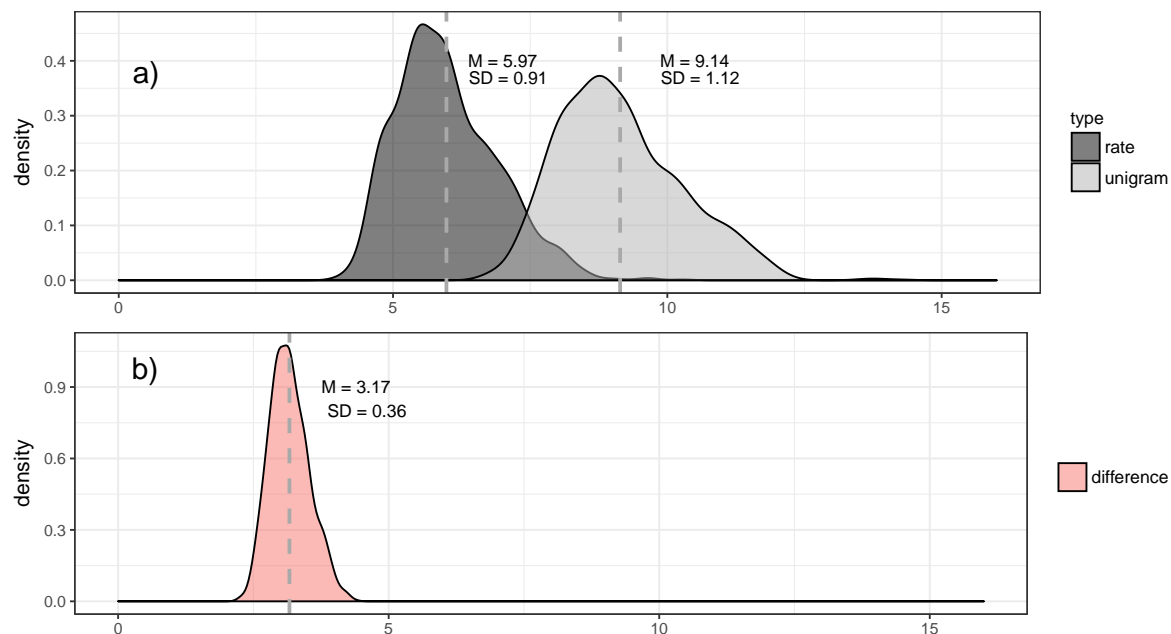 a)
M = 5.97
SD = 0.91
M = 9.14
SD = 1.12
density
0.4
0.3
0.2
0.1
0.0
0
5
10
15
type
rate
unigram
b)
M = 3.17
SD = 0.36
density
0.9
0.6
0.3
0.0
0
5
10
15
difference